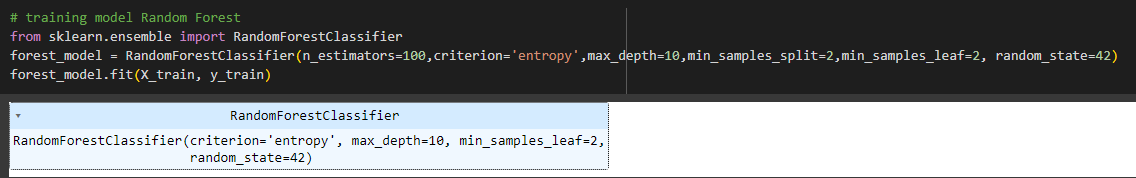 # training model Random Forest
from sklearn.ensemble import RandomForestClassifier
forest_model = RandomForestClassifier(n_estimators=100,criterion='entropy',max_depth=10,min_samples_split=2,min_samples_leaf=2, random_state=42)
forest_model.fit(X_train, y_train)
RandomForestClassifier
RandomForestClassifier(criterion='entropy', max_depth=10, min_samples_leaf=2,
random_state=42)